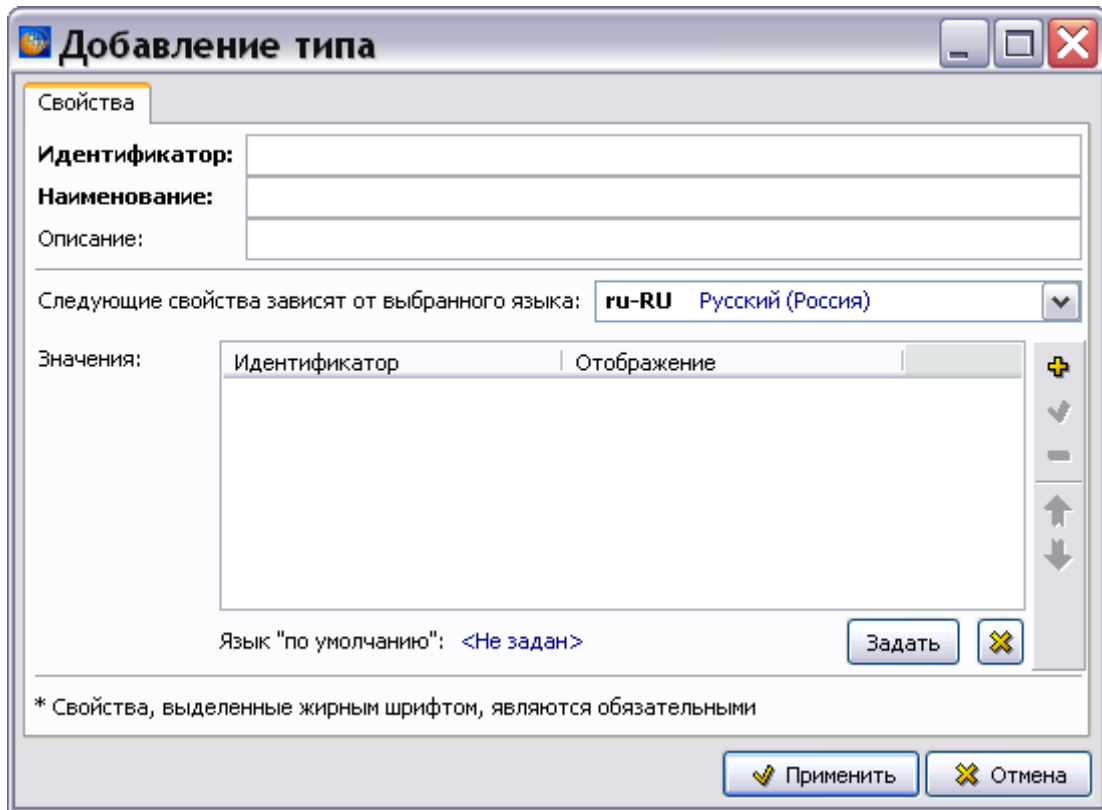 Добавление типа
Свойства
Идентификатор:
Наименование:
Описание:
Следующие свойства зависят от выбранного языка: ru-RU Русский (Россия)
Значения: Идентификатор Отображение
Язык "по умолчанию": <Не задан> Задать
* Свойства, выделенные жирным шрифтом, являются обязательными
Применить Отмена